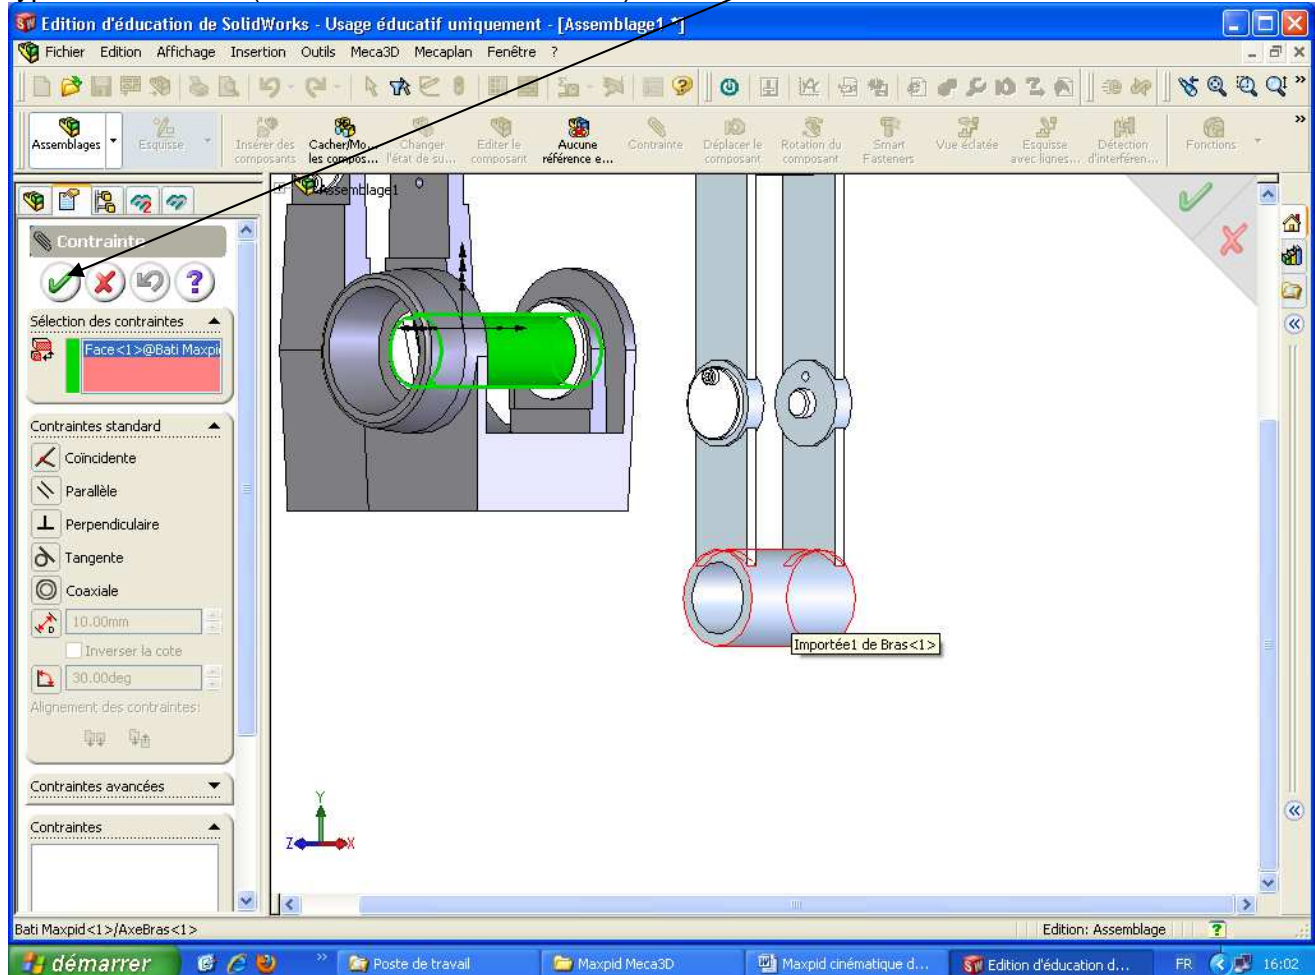 Edition d'éducation de SolidWorks - Usage éducatif uniquement - [Assemblage1 *]
Fichier Edition Affichage Insertion Outils Meca3D Mecaplan Fenêtre ?
Assemblages
Esquisse
Insérer des composants
Cacher/Mo... les compos...
Changer l'état de su...
Editer le composant
Aucune référence e...
Contrainte
Déplacer le composant
Rotation du composant
Smart Fasteners
Vue éclatée
Esquisse avec lignes...
Détection d'interféren...
Fonctions
Assemblage1
Contrainte
Sélection des contraintes
Face<1>@Bati Maxpi
Contraintes standard
Coïncidente
Parallèle
Perpendiculaire
Tangente
Coaxiale
10.00mm
Inverser la cote
30.00deg
Alignement des contraintes:
Contraintes avancées
Contraintes
Importée1 de Bras<1>
Y
Z X
Bati Maxpid<1>/AxeBras<1>
Edition: Assemblage
?
démarrer
Poste de travail
Maxpid Meca3D
Maxpid cinématique d...
Edition d'éducation d...
FR
16:02